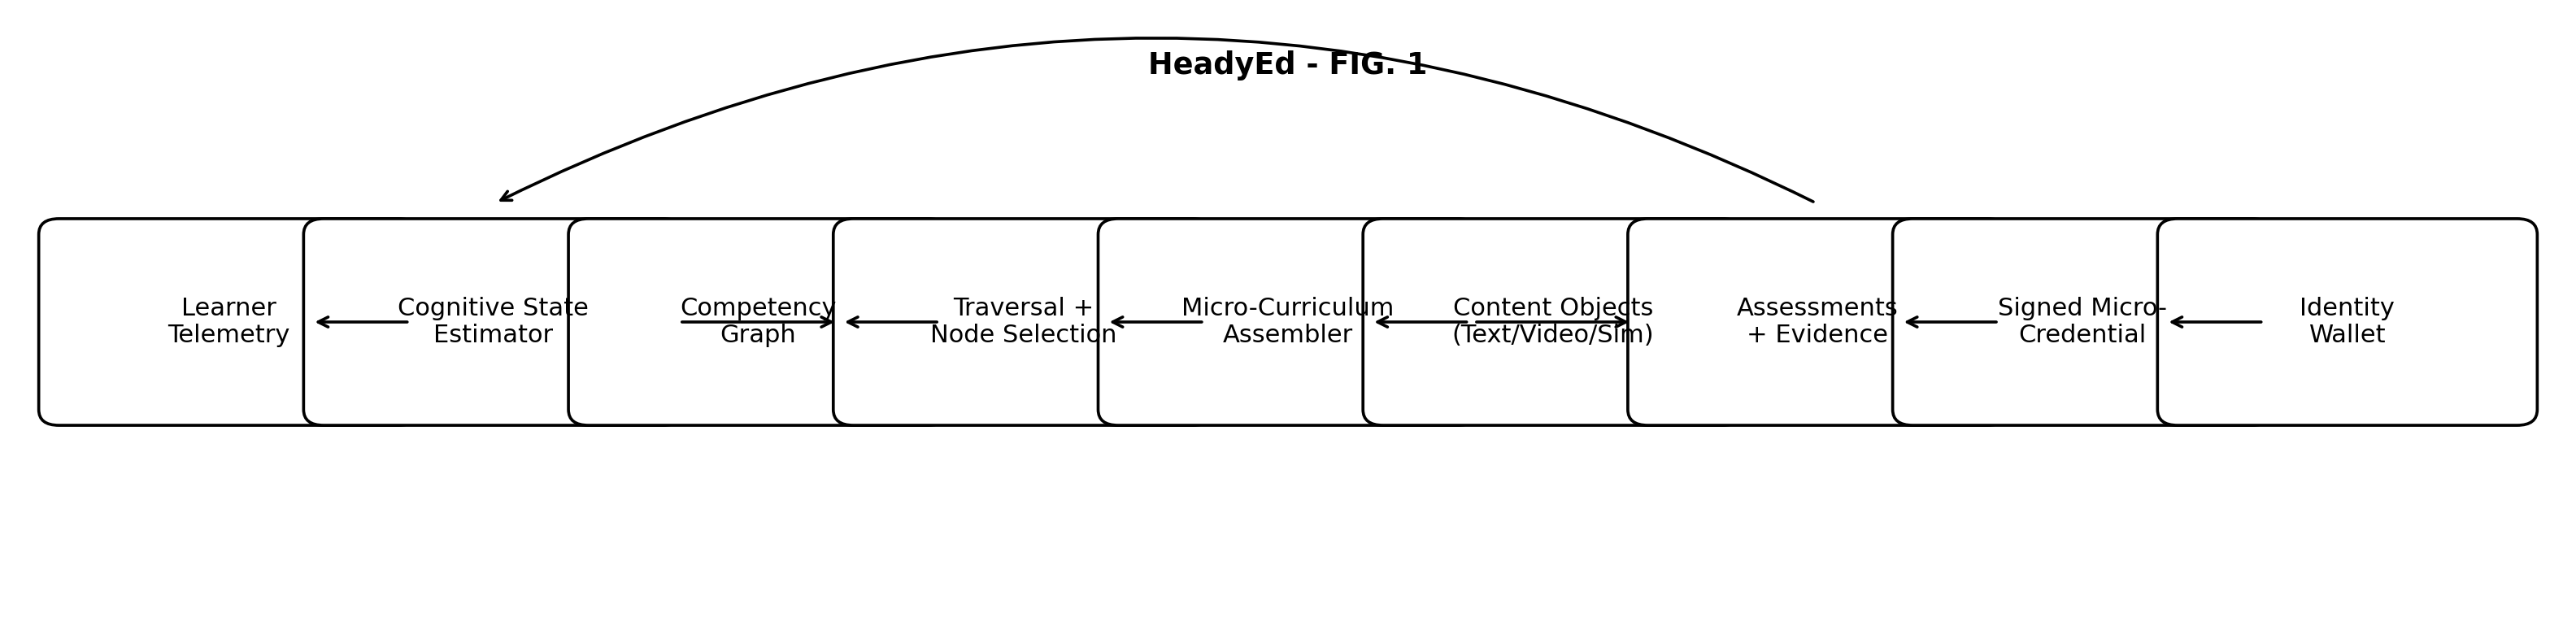 HeadyEd - FIG. 1
Learner
Telemetry
Cognitive State
Estimator
Competency
Graph
Traversal +
Node Selection
Micro-Curriculum
Assembler
Content Objects
(Text/Video/Sim)
Assessments
+ Evidence
Signed Micro-
Credential
Identity
Wallet